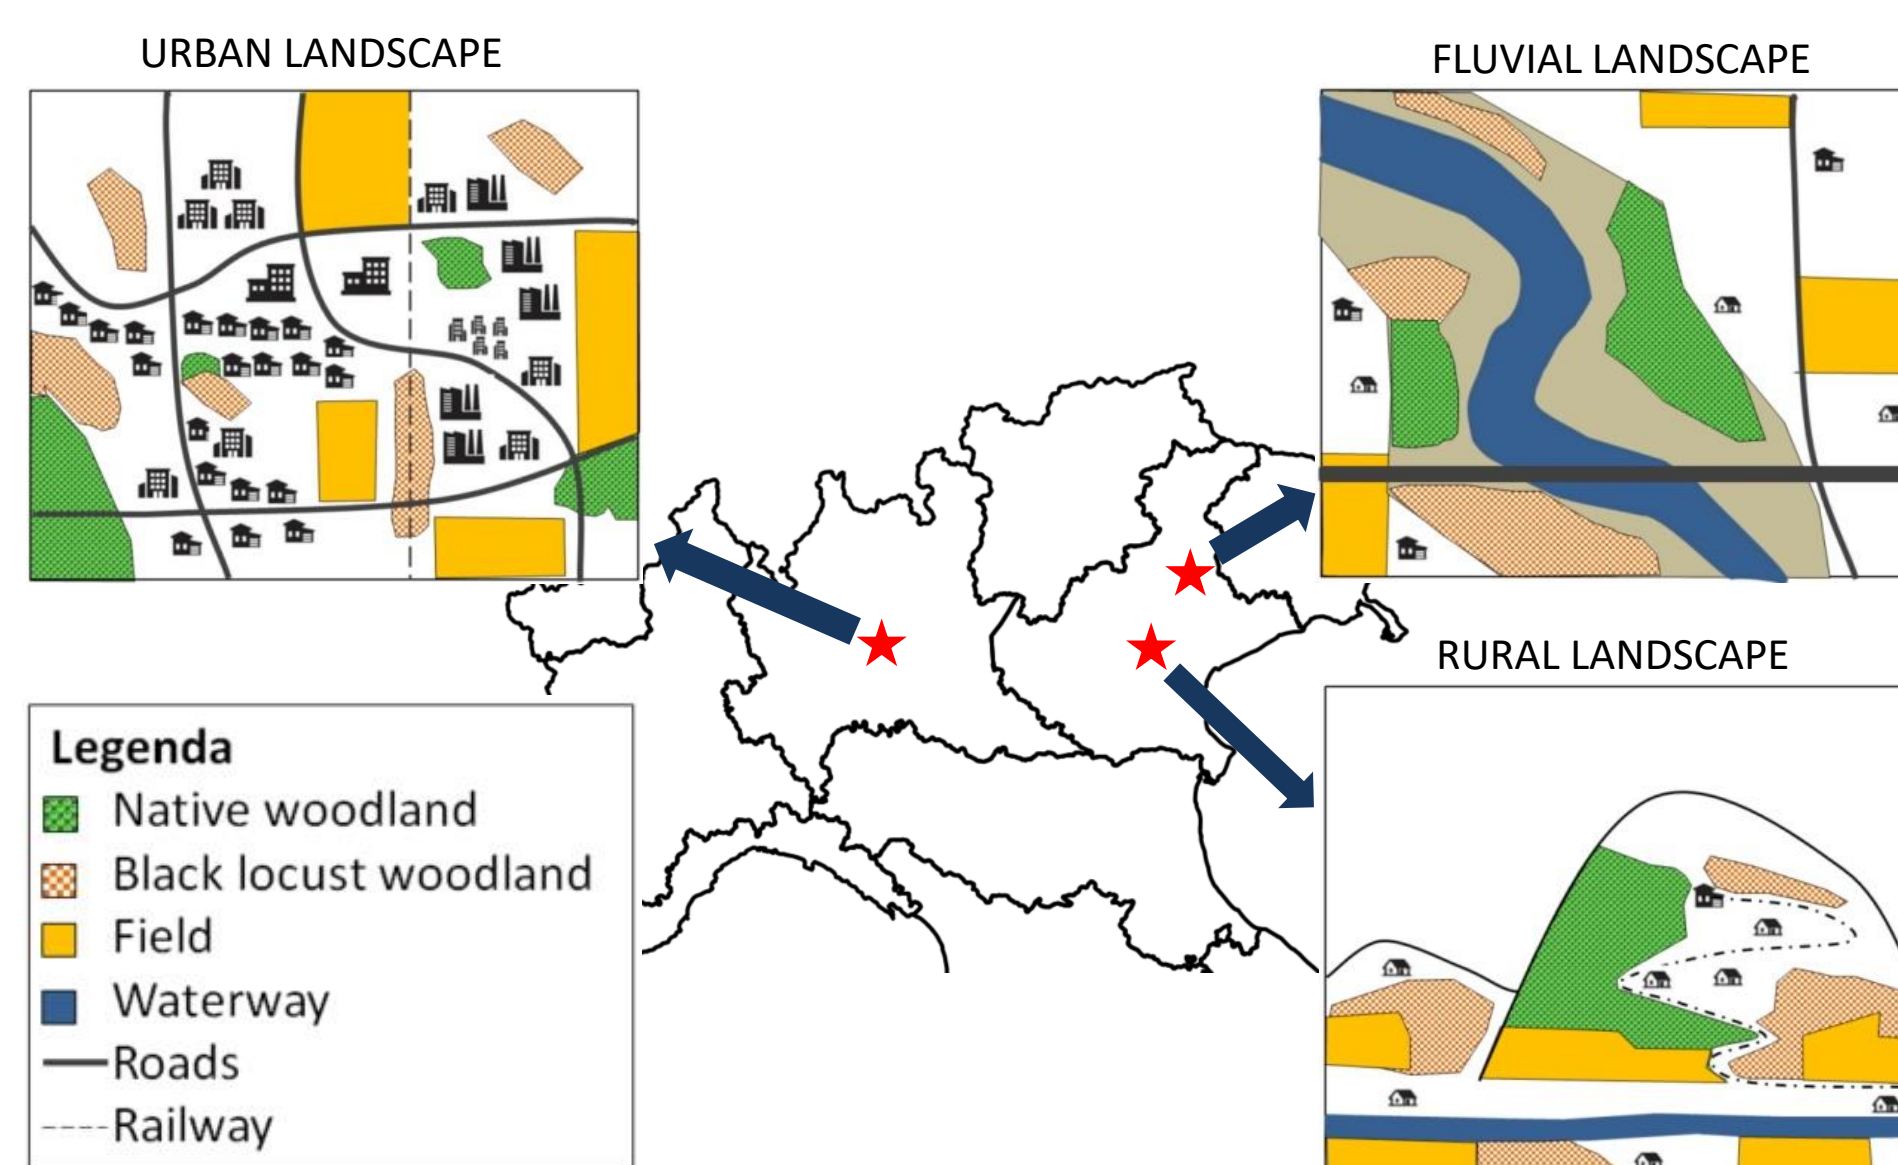 URBAN LANDSCAPE
FLUVIAL LANDSCAPE
RURAL LANDSCAPE
Legenda
Native woodland
Black locust woodland
Field
Waterway
Roads
Railway